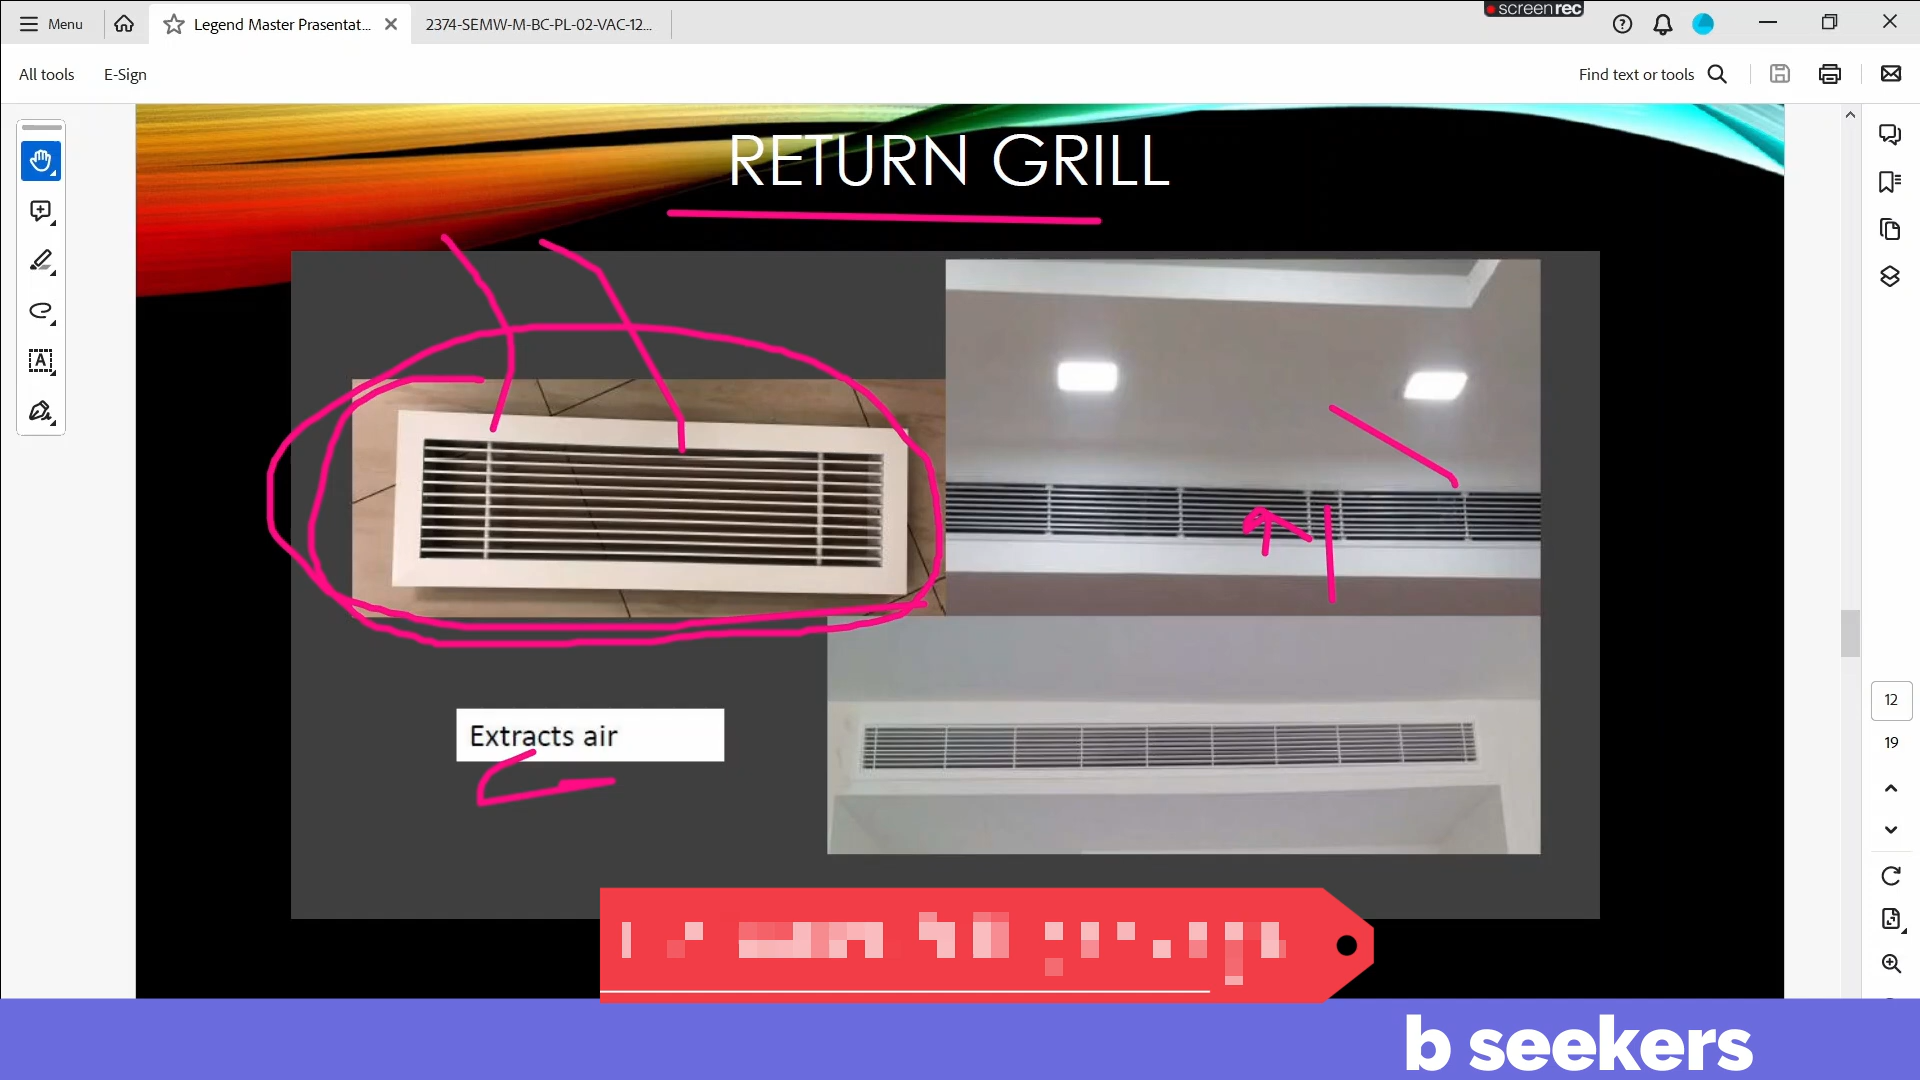 screenrec
Menu
Legend Master Prasentat...
2374-SEMW-M-BC-PL-02-VAC-12...
All tools
E-Sign
Find text or tools
RETURN GRILL
Extracts air
12
19
b seekers